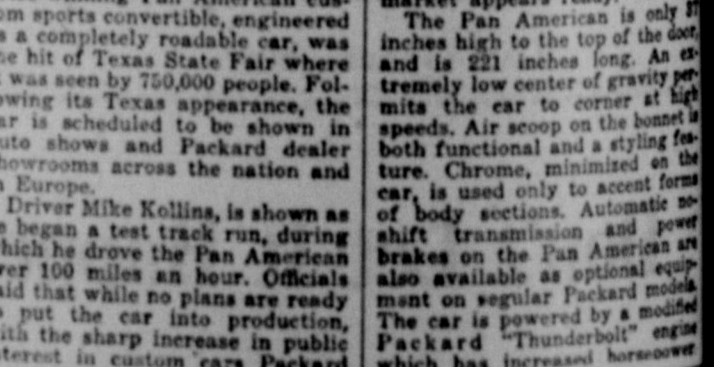 om sports convertible, engineered
s a completely roadable car, was
he hit of Texas State Fair where
t was seen by 750,000 people. Fol-
owing its Texas appearance, the
ar is scheduled to be shown in
uto shows and Packard dealer
howrooms across the nation and
n Europe.
Driver Mike Kollins, is shown as
e began a test track run, during
hich he drove the Pan American
ver 100 miles an hour. Officials
aid that while no plans are ready
o put the car into production,
ith the sharp increase in public
nterest in custom cars Packard
The Pan American is only 37
inches high to the top of the door,
and is 221 inches long. An ex-
tremely low center of gravity per-
mits the car to corner at high
speeds. Air scoop on the bonnet is
both functional and a styling fea-
ture. Chrome, minimized on the
car, is used only to accent forms
of body sections. Automatic no-
shift transmission and power
brakes on the Pan American are
also available as optional equip-
ment on regular Packard models.
The car is powered by a modified
Packard "Thunderbolt" engine
which has increased horsepower